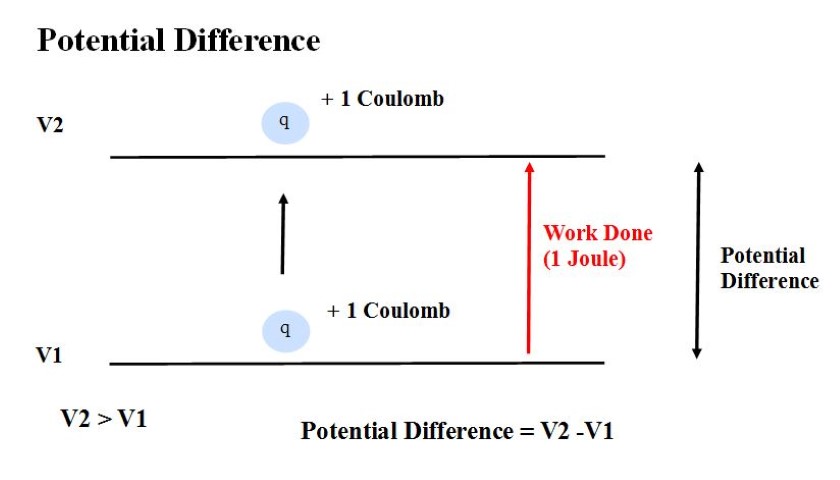 Potential Difference
+ 1 Coulomb
V2
q
Work Done
(1 Joule)
Potential
Difference
+ 1 Coulomb
q
V1
V2 > V1
Potential Difference = V2 -V1